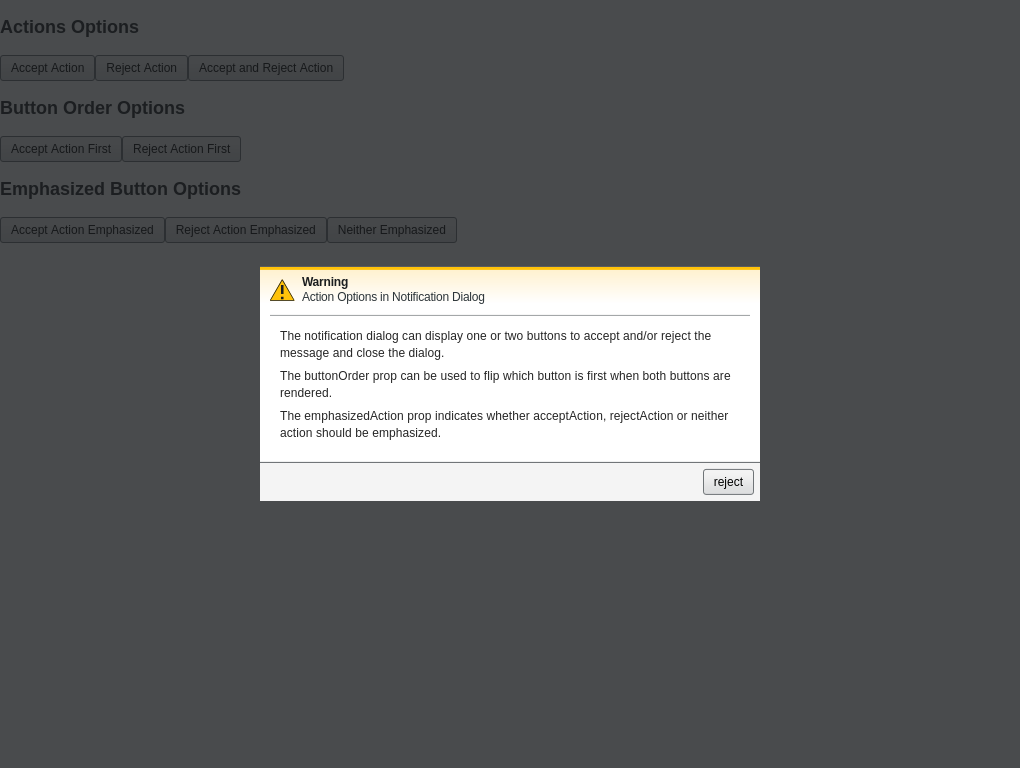 Actions Options
Accept Action Reject Action Accept and Reject Action
Button Order Options
Accept Action First Reject Action First
Emphasized Button Options
Accept Action Emphasized Reject Action Emphasized Neither Emphasized
Warning
Action Options in Notification Dialog
The notification dialog can display one or two buttons to accept and/or reject the
message and close the dialog.
The buttonOrder prop can be used to flip which button is first when both buttons are
rendered.
The emphasizedAction prop indicates whether acceptAction, rejectAction or neither
action should be emphasized.
reject